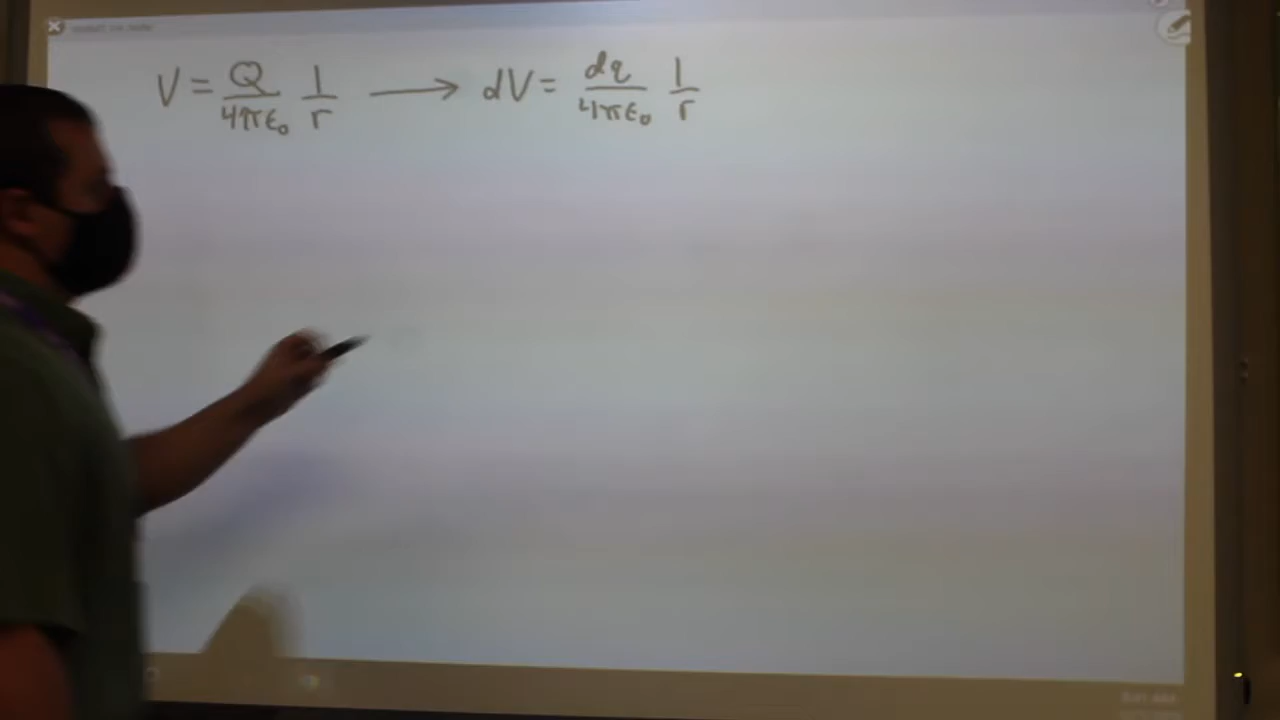 V = Q/4πϵ₀ 1/r ⟶ dV = dq/4πϵ₀ 1/r